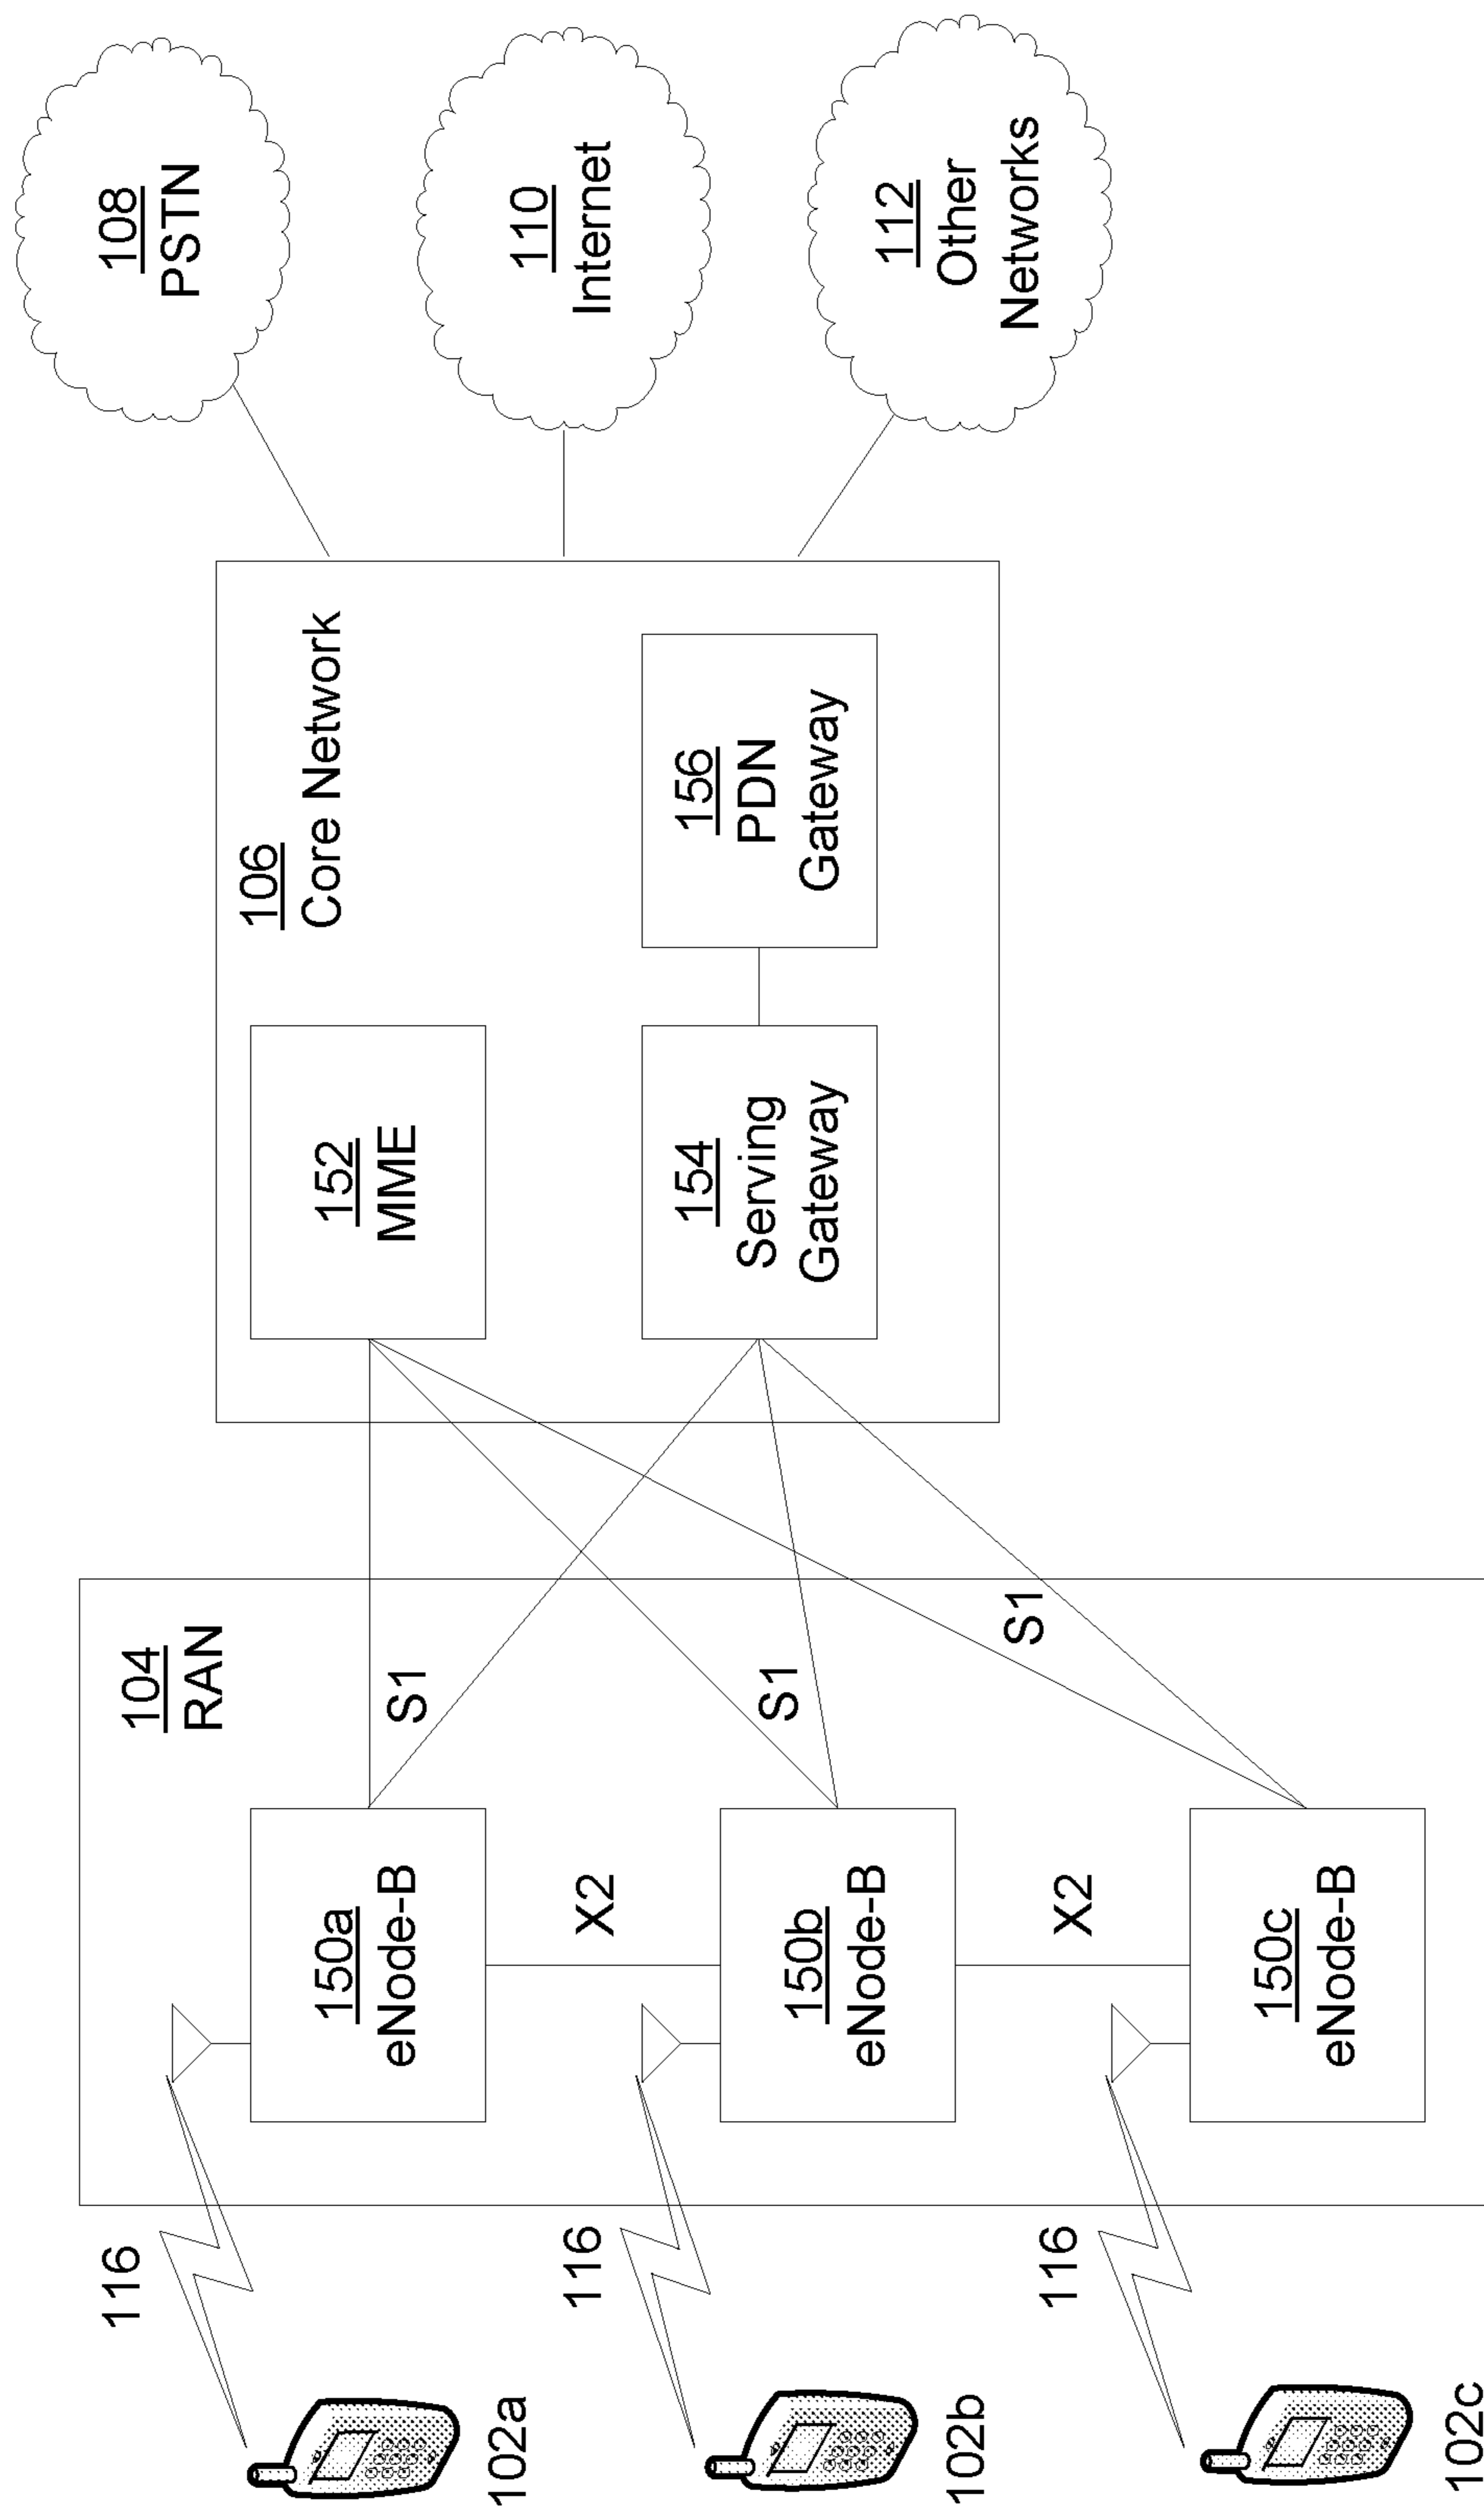 116
102a
116
102b
116
102c
104
RAN
150a
eNode-B
X2
150b
eNode-B
X2
150c
eNode-B
S1
S1
S1
106
Core Network
152
MME
154
Serving
Gateway
156
PDN
Gateway
108
PSTN
110
Internet
112
Other
Networks